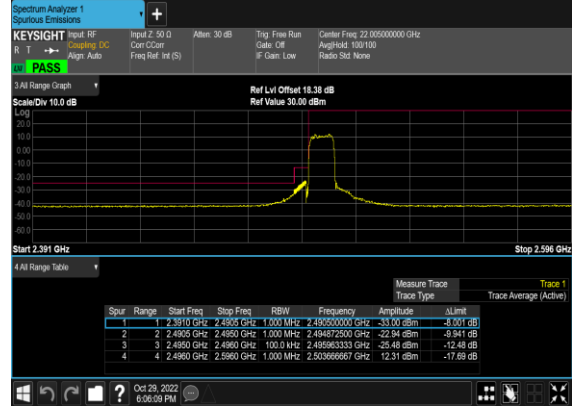 Spectrum Analyzer 1
Spurious Emissions
KEYSIGHT Input: RF Input Z: 50 Ω Atten: 30 dB Trig: Free Run Center Freq: 22.005000000 GHz
R T Coupling: DC Corr CCorr Gate: Off Avg|Hold: 100/100
Align: Auto Freq Ref: Int (S) IF Gain: Low Radio Std: None
PASS
3 All Range Graph
Ref Lvl Offset 18.38 dB
Scale/Div 10.0 dB Ref Value 30.00 dBm
Log
20.0
10.0
0.00
-10.0
-20.0
-30.0
-40.0
-50.0
-60.0
Start 2.391 GHz Stop 2.596 GHz
4 All Range Table
Measure Trace Trace 1
Trace Type Trace Average (Active)
Spur Range Start Freq Stop Freq RBW Frequency Amplitude ΔLimit
1 1 2.3910 GHz 2.4905 GHz 1.000 MHz 2.490500000 GHz -33.00 dBm -8.001 dB
2 2 2.4905 GHz 2.4950 GHz 1.000 MHz 2.494872500 GHz -22.94 dBm -9.941 dB
3 3 2.4950 GHz 2.4960 GHz 100.0 kHz 2.495963333 GHz -25.48 dBm -12.48 dB
4 4 2.4960 GHz 2.5960 GHz 1.000 MHz 2.503666667 GHz 12.31 dBm -17.69 dB
? Oct 29, 2022
6:06:09 PM